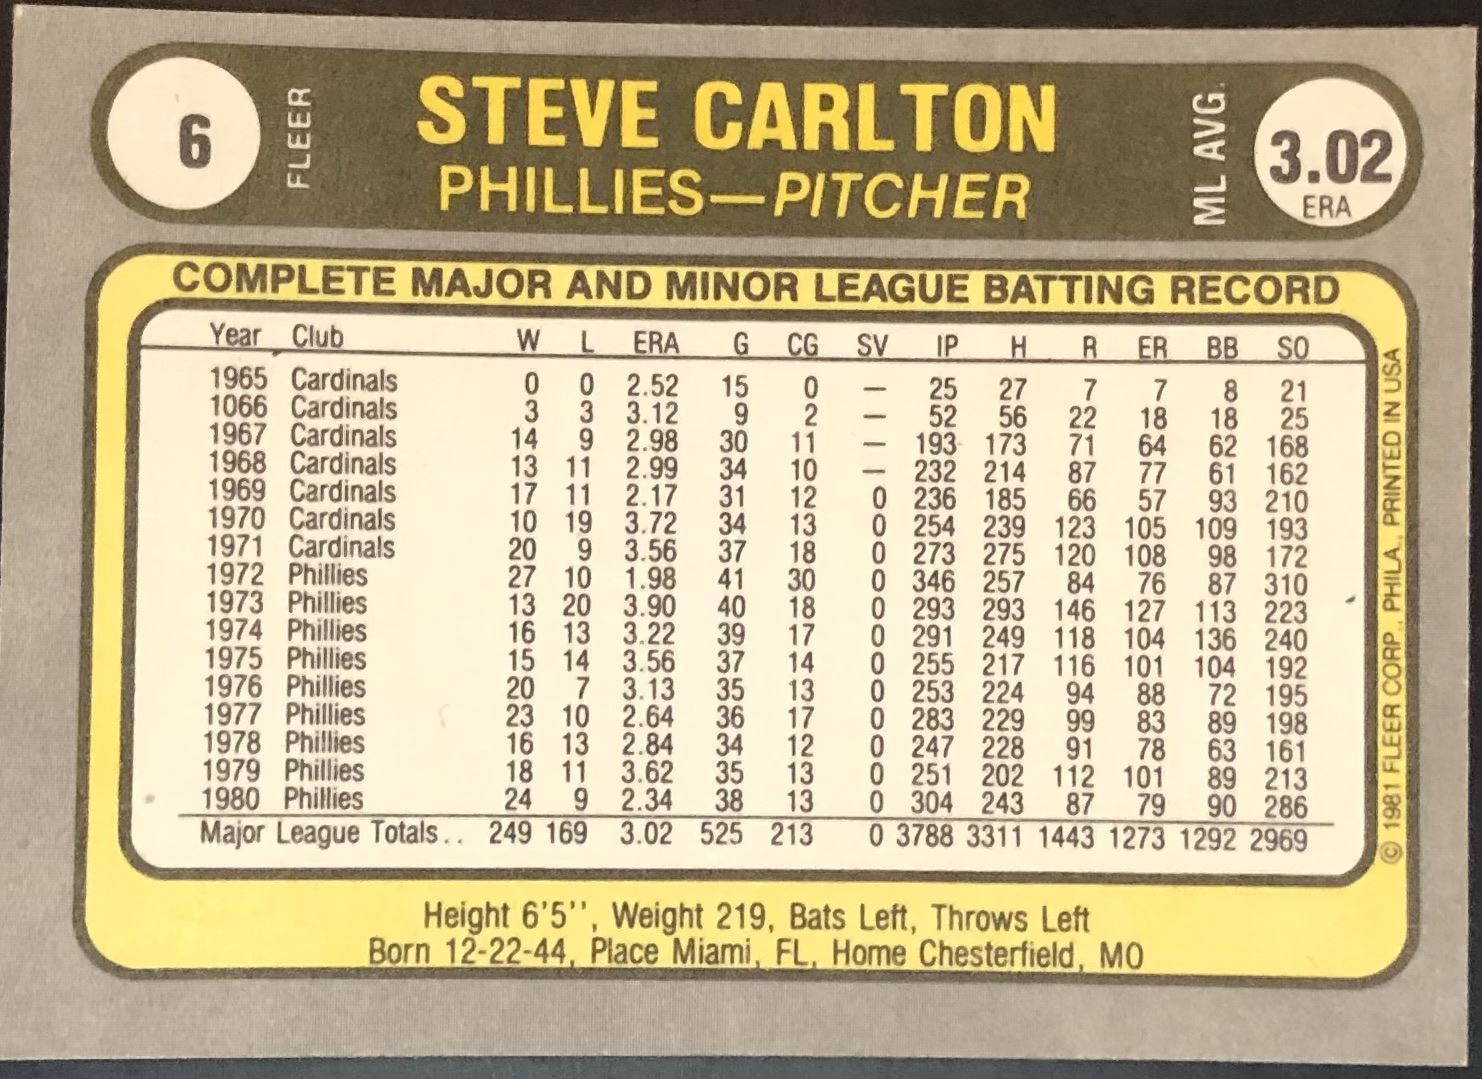 6
FLEER
STEVE CARLTON
PHILLIES—PITCHER
ML AVG.
3.02
ERA
COMPLETE MAJOR AND MINOR LEAGUE BATTING RECORD
Year Club W L ERA G CG SV IP H R ER BB SO
1965 Cardinals 0 0 2.52 15 0 — 25 27 7 7 8 21
1066 Cardinals 3 3 3.12 9 2 — 52 56 22 18 18 25
1967 Cardinals 14 9 2.98 30 11 — 193 173 71 64 62 168
1968 Cardinals 13 11 2.99 34 10 — 232 214 87 77 61 162
1969 Cardinals 17 11 2.17 31 12 0 236 185 66 57 93 210
1970 Cardinals 10 19 3.72 34 13 0 254 239 123 105 109 193
1971 Cardinals 20 9 3.56 37 18 0 273 275 120 108 98 172
1972 Phillies 27 10 1.98 41 30 0 346 257 84 76 87 310
1973 Phillies 13 20 3.90 40 18 0 293 293 146 127 113 223
1974 Phillies 16 13 3.22 39 17 0 291 249 118 104 136 240
1975 Phillies 15 14 3.56 37 14 0 255 217 116 101 104 192
1976 Phillies 20 7 3.13 35 13 0 253 224 94 88 72 195
1977 Phillies 23 10 2.64 36 17 0 283 229 99 83 89 198
1978 Phillies 16 13 2.84 34 12 0 247 228 91 78 63 161
1979 Phillies 18 11 3.62 35 13 0 251 202 112 101 89 213
1980 Phillies 24 9 2.34 38 13 0 304 243 87 79 90 286
Major League Totals.. 249 169 3.02 525 213 0 3788 3311 1443 1273 1292 2969
Height 6'5'', Weight 219, Bats Left, Throws Left
Born 12-22-44, Place Miami, FL, Home Chesterfield, MO
© 1981 FLEER CORP., PHILA., PRINTED IN USA